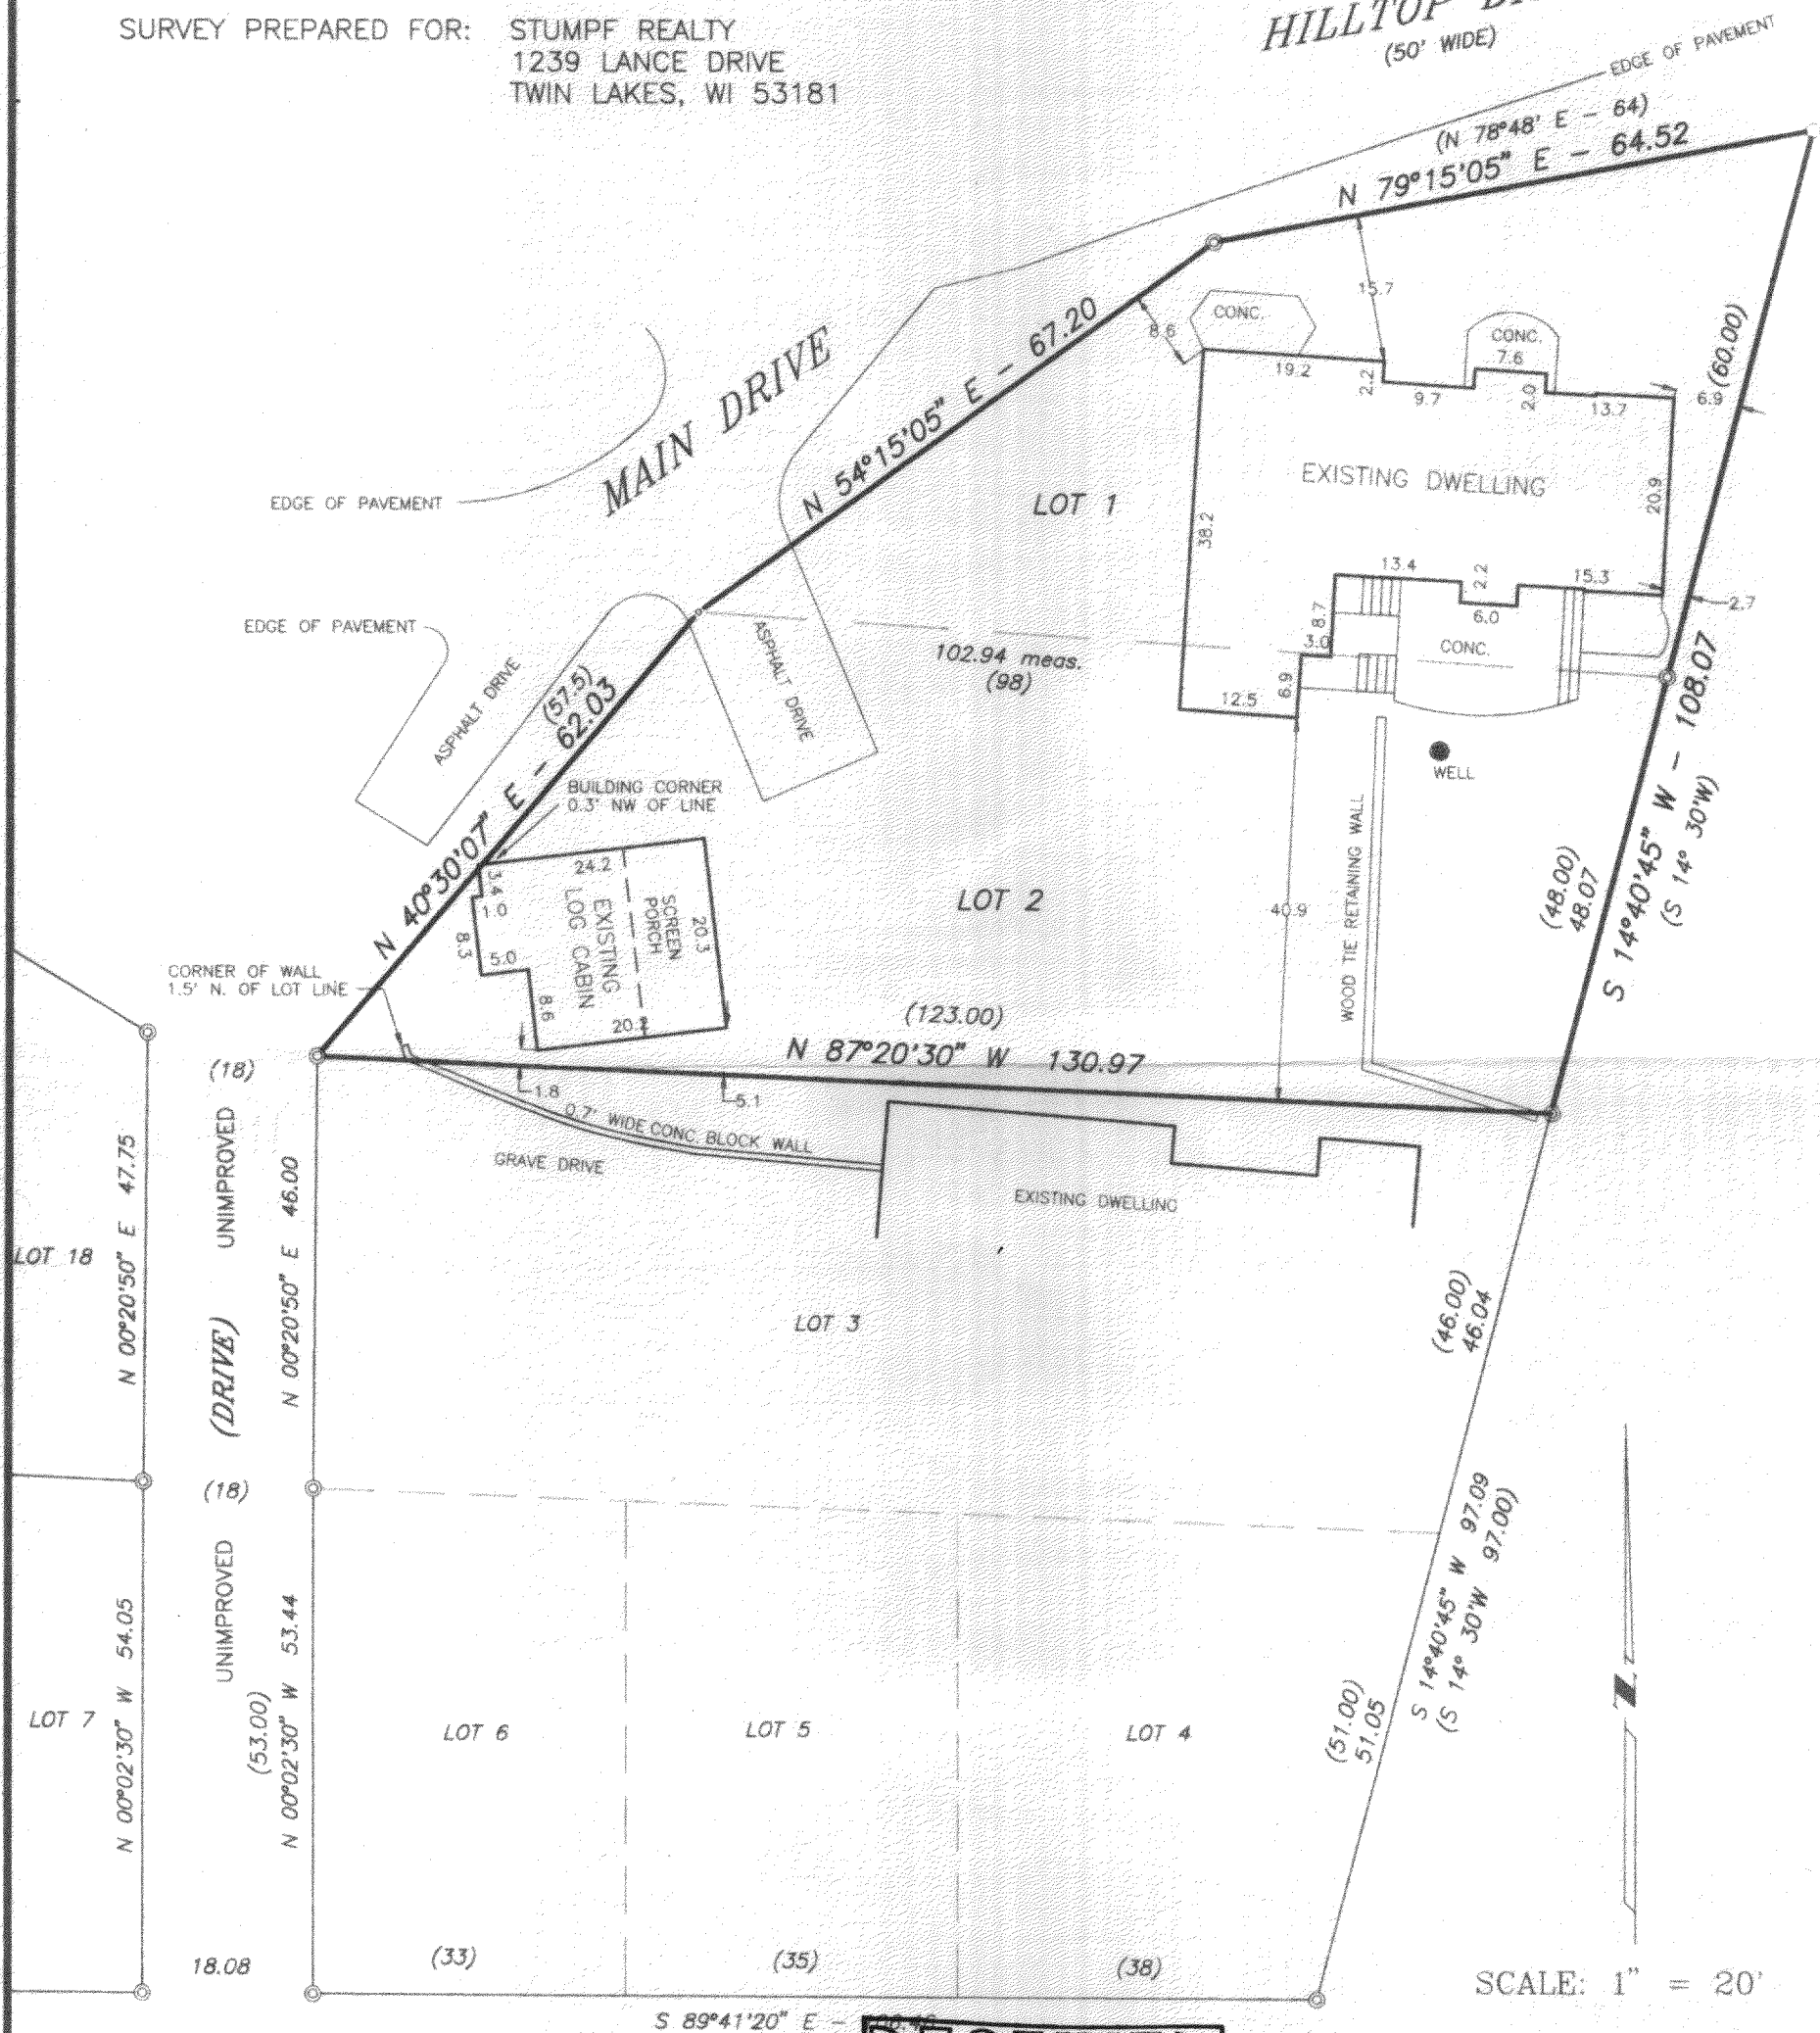 SURVEY PREPARED FOR: STUMPF REALTY
1239 LANCE DRIVE
TWIN LAKES, WI 53181
HILLTOP
(50' WIDE)
EDGE OF PAVEMENT
(N 78°48' E - 64)
N 79°15'05" E - 64.52
15.7
8.6
CONC.
CONC.
7.6
19.2
2.2
9.7
2.0
13.7
6.9
(60.00)
MAIN DRIVE
N 54°15'05" E - 67.20
EDGE OF PAVEMENT
LOT 1
EXISTING DWELLING
20.9
38.2
13.4
2.2
15.3
6.0
2.7
8.7
3.0
CONC.
6.9
12.5
EDGE OF PAVEMENT
ASPHALT DRIVE
ASPHALT DRIVE
102.94 meas.
(98)
(57.5)
N 40°30'07" E - 62.03
WELL
S 14°40'45" W - 108.07
(S 14° 30'W)
BUILDING CORNER
0.3' NW OF LINE
24.2
3.4
1.0
8.3
5.0
8.6
EXISTING
LOG CABIN
SCREEN
PORCH
20.3
LOT 2
40.9
WOOD TIE RETAINING WALL
(48.00)
48.07
CORNER OF WALL
1.5' N. OF LOT LINE
(123.00)
N 87°20'30" W 130.97
1.8
5.1
0.7' WIDE CONC. BLOCK WALL
GRAVE DRIVE
EXISTING DWELLING
(18)
UNIMPROVED
N 00°20'50" E 47.75
N 00°20'50" E 46.00
LOT 18
(DRIVE)
LOT 3
(46.00)
46.04
(18)
UNIMPROVED
N 00°02'30" W 54.05
(53.00)
N 00°02'30" W 53.44
S 14°40'45" W 97.09
(S 14° 30'W 97.00)
LOT 7
LOT 6
LOT 5
LOT 4
(51.00)
51.05
18.08
(33)
(35)
(38)
SCALE: 1" = 20'
S 89°41'20" E -